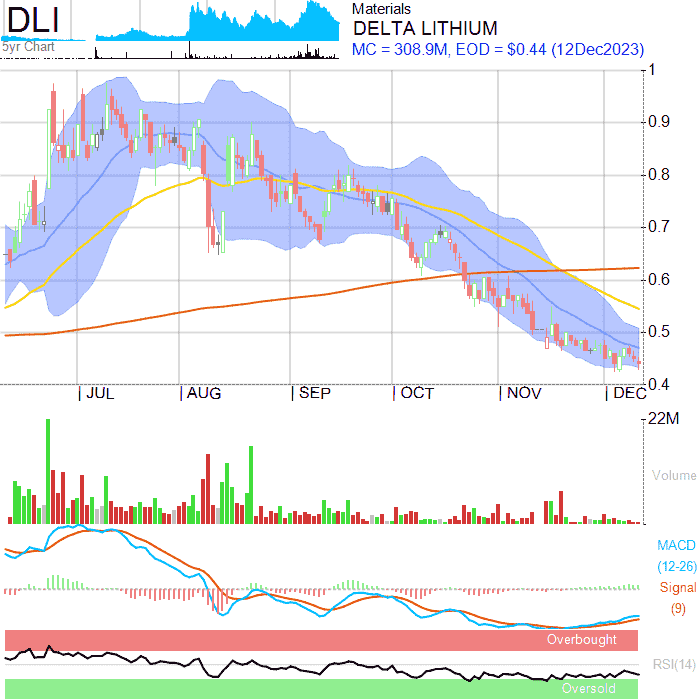 DLI
5yr Chart
Materials
DELTA LITHIUM
MC = 308.9M, EOD = $0.44 (12Dec2023)
1
0.9
0.8
0.7
0.6
0.5
0.4
JUL AUG SEP OCT NOV DEC
22M
Volume
MACD
(12-26)
Signal
(9)
Overbought
RSI(14)
Oversold